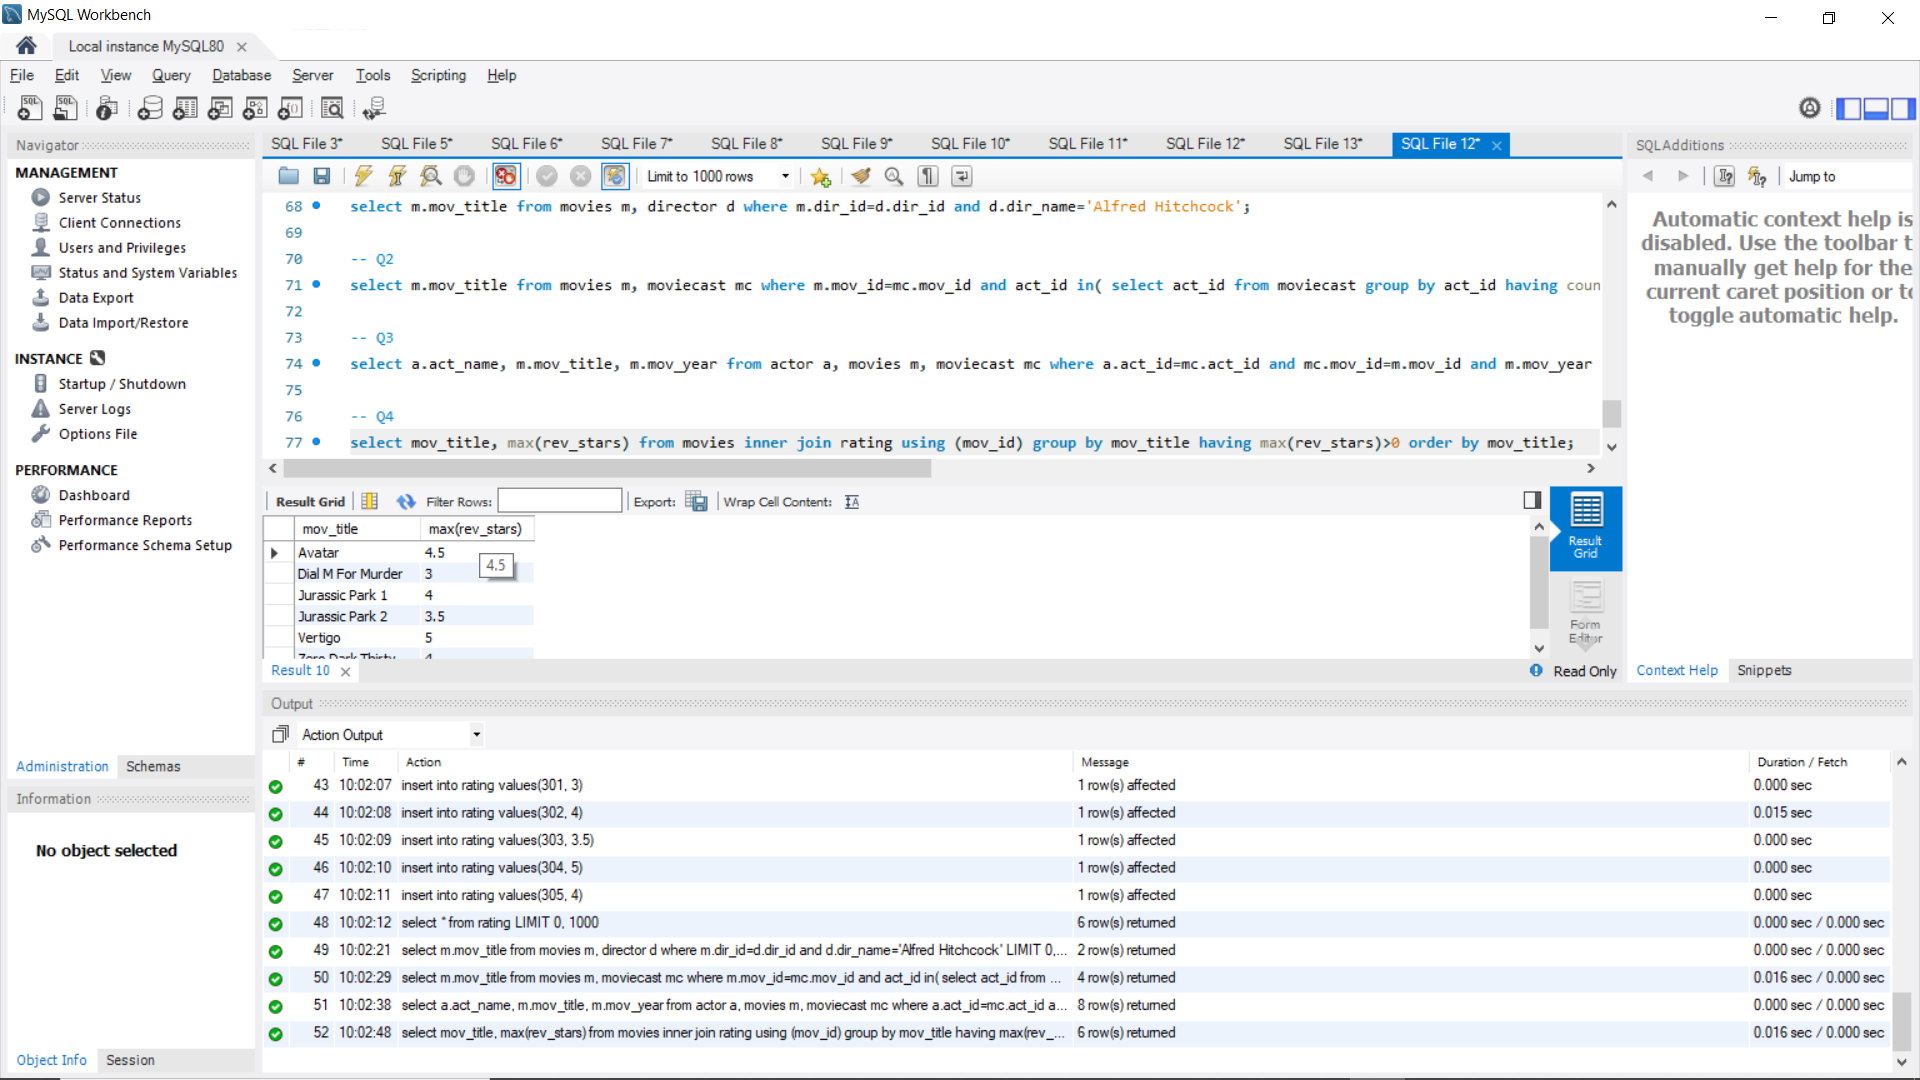 MySQL Workbench
Local instance MySQL80
File Edit View Query Database Server Tools Scripting Help
Navigator
MANAGEMENT
Server Status
Client Connections
Users and Privileges
Status and System Variables
Data Export
Data Import/Restore
INSTANCE
Startup / Shutdown
Server Logs
Options File
PERFORMANCE
Dashboard
Performance Reports
Performance Schema Setup
Administration Schemas
Information
No object selected
Object Info Session
SQL File 3* SQL File 5* SQL File 6* SQL File 7* SQL File 8* SQL File 9* SQL File 10* SQL File 11* SQL File 12* SQL File 13* SQL File 12*
Limit to 1000 rows
68 select m.mov_title from movies m, director d where m.dir_id=d.dir_id and d.dir_name='Alfred Hitchcock';
69
70 -- Q2
71 select m.mov_title from movies m, moviecast mc where m.mov_id=mc.mov_id and act_id in( select act_id from moviecast group by act_id having coun
72
73 -- Q3
74 select a.act_name, m.mov_title, m.mov_year from actor a, movies m, moviecast mc where a.act_id=mc.act_id and mc.mov_id=m.mov_id and m.mov_year
75
76 -- Q4
77 select mov_title, max(rev_stars) from movies inner join rating using (mov_id) group by mov_title having max(rev_stars)>0 order by mov_title;
Result Grid Filter Rows: Export: Wrap Cell Content:
mov_title max(rev_stars)
Avatar 4.5
4.5
Dial M For Murder 3
Jurassic Park 1 4
Jurassic Park 2 3.5
Vertigo 5
Zero Dark Thirty 4
Result Grid
Form Editor
Result 10
Read Only
SQLAdditions
Jump to
Automatic context help is
disabled. Use the toolbar t
manually get help for the
current caret position or to
toggle automatic help.
Context Help Snippets
Output
Action Output
# Time Action Message Duration / Fetch
43 10:02:07 insert into rating values(301, 3) 1 row(s) affected 0.000 sec
44 10:02:08 insert into rating values(302, 4) 1 row(s) affected 0.015 sec
45 10:02:09 insert into rating values(303, 3.5) 1 row(s) affected 0.000 sec
46 10:02:10 insert into rating values(304, 5) 1 row(s) affected 0.000 sec
47 10:02:11 insert into rating values(305, 4) 1 row(s) affected 0.000 sec
48 10:02:12 select * from rating LIMIT 0, 1000 6 row(s) returned 0.000 sec / 0.000 sec
49 10:02:21 select m.mov_title from movies m, director d where m.dir_id=d.dir_id and d.dir_name='Alfred Hitchcock' LIMIT 0,... 2 row(s) returned 0.000 sec / 0.000 sec
50 10:02:29 select m.mov_title from movies m, moviecast mc where m.mov_id=mc.mov_id and act_id in( select act_id from ... 4 row(s) returned 0.016 sec / 0.000 sec
51 10:02:38 select a.act_name, m.mov_title, m.mov_year from actor a, movies m, moviecast mc where a.act_id=mc.act_id a... 8 row(s) returned 0.000 sec / 0.000 sec
52 10:02:48 select mov_title, max(rev_stars) from movies inner join rating using (mov_id) group by mov_title having max(rev_... 6 row(s) returned 0.016 sec / 0.000 sec